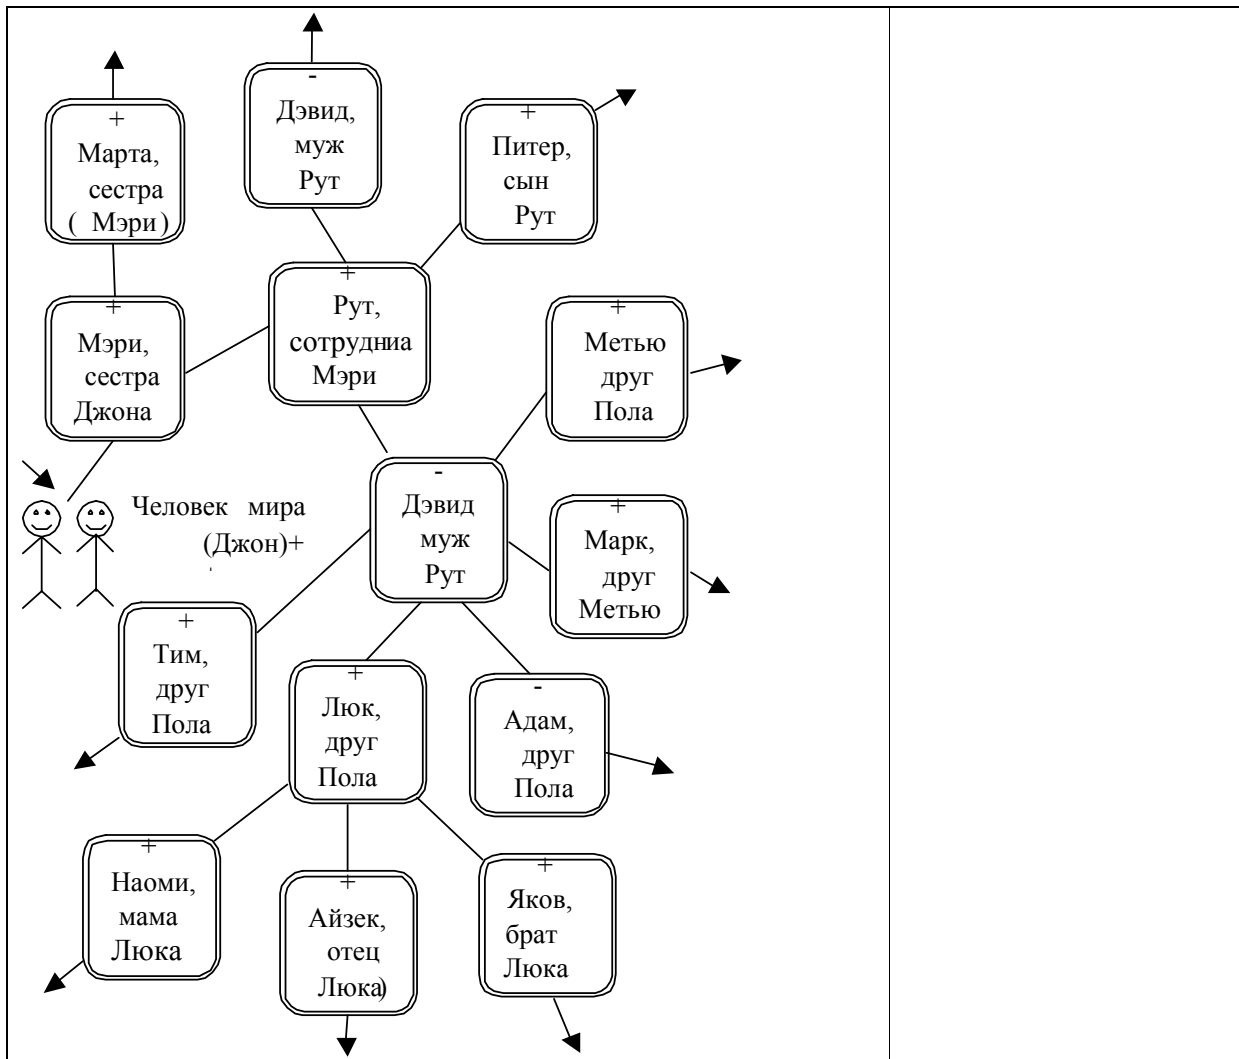 -
Дэвид,
муж
Рут
+
Марта,
сестра
( Мэри)
+
Питер,
сын
Рут
+
Рут,
сотрудниа
Мэри
+
Мэри,
сестра
Джона
+
Метью
друг
Пола
-
Дэвид
муж
Рут
Человек мира
(Джон)+
+
Марк,
друг
Метью
+
Тим,
друг
Пола
+
Люк,
друг
Пола
-
Адам,
друг
Пола
+
Наоми,
мама
Люка
+
Айзек,
отец
Люка)
+
Яков,
брат
Люка